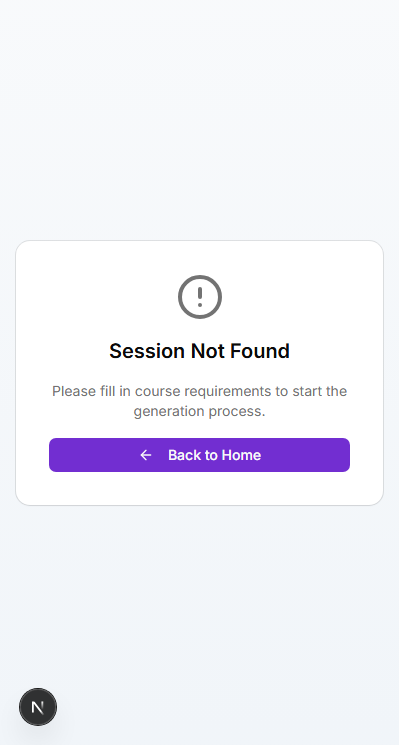 Session Not Found
Please fill in course requirements to start the
generation process.
Back to Home
N